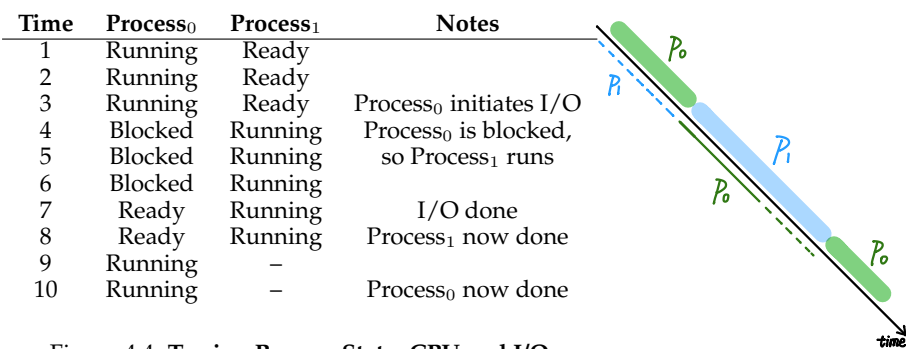 Time Process₀ Process₁ Notes
1 Running Ready
2 Running Ready
3 Running Ready Process₀ initiates I/O
4 Blocked Running Process₀ is blocked,
5 Blocked Running so Process₁ runs
6 Blocked Running
7 Ready Running I/O done
8 Ready Running Process₁ now done
9 Running –
10 Running – Process₀ now done
P₀
P₁
P₁
P₀
P₀
time